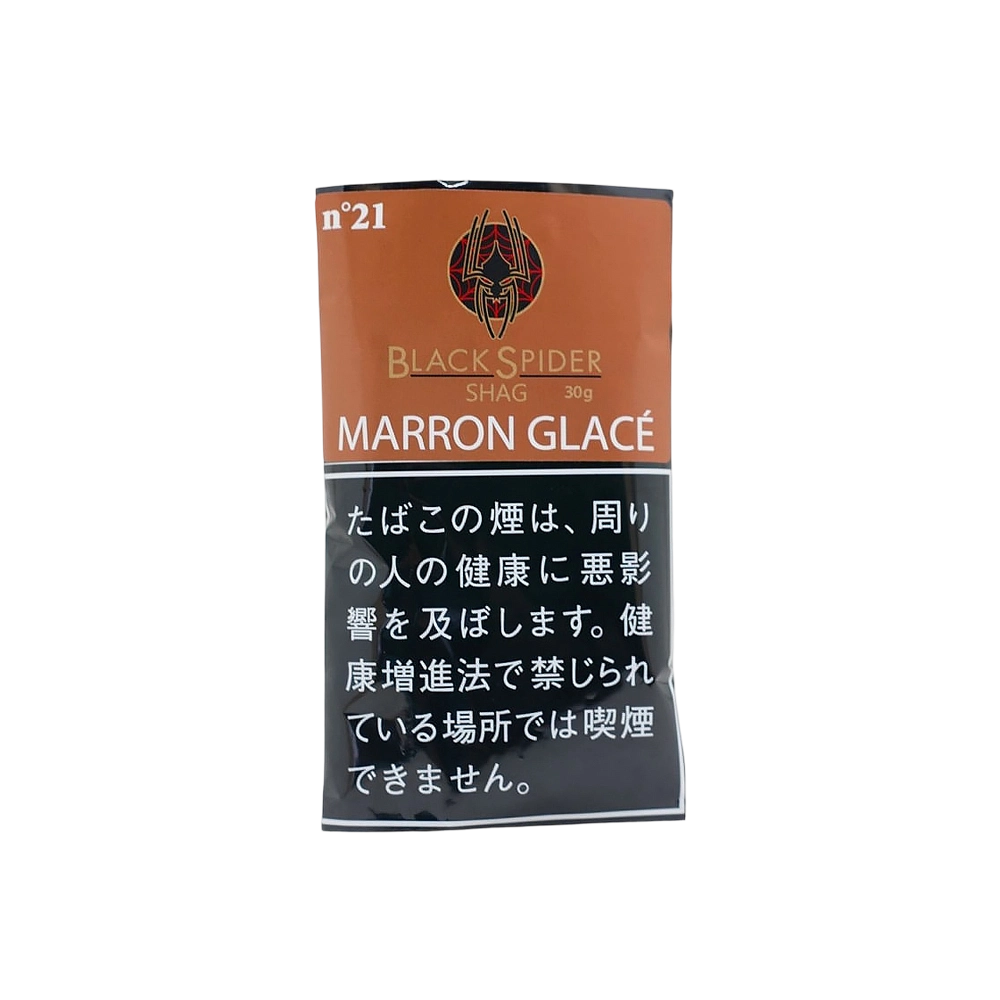 n°21
BLACK SPIDER
SHAG 30g
MARRON GLACÉ
たばこの煙は、周り
の人の健康に悪影
響を及ぼします。健
康増進法で禁じられ
ている場所では喫煙
できません。